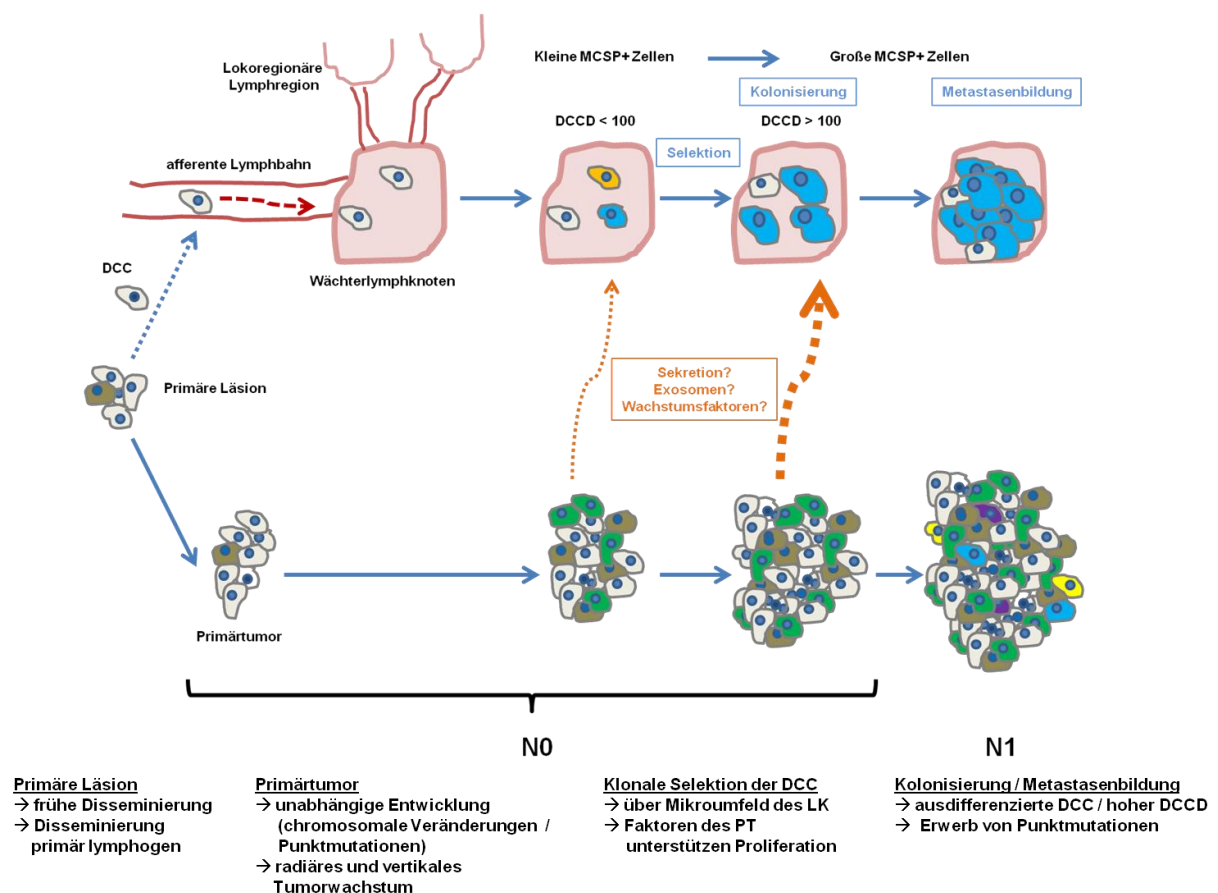 Lokoregionäre
Lymphregion
Kleine MCSP+ Zellen
Große MCSP+ Zellen
Kolonisierung
Metastasenbildung
DCCD < 100
DCCD > 100
Selektion
afferente Lymphbahn
DCC
Wächterlymphknoten
Primäre Läsion
Sekretion?
Exosomen?
Wachstumsfaktoren?
Primärtumor
N0
N1
Primäre Läsion
→ frühe Disseminierung
→ Disseminierung
primär lymphogen
Primärtumor
→ unabhängige Entwicklung
(chromosomale Veränderungen /
Punktmutationen)
→ radiäres und vertikales
Tumorwachstum
Klonale Selektion der DCC
→ über Mikroumfeld des LK
→ Faktoren des PT
unterstützen Proliferation
Kolonisierung / Metastasenbildung
→ ausdifferenzierte DCC / hoher DCCD
→ Erwerb von Punktmutationen